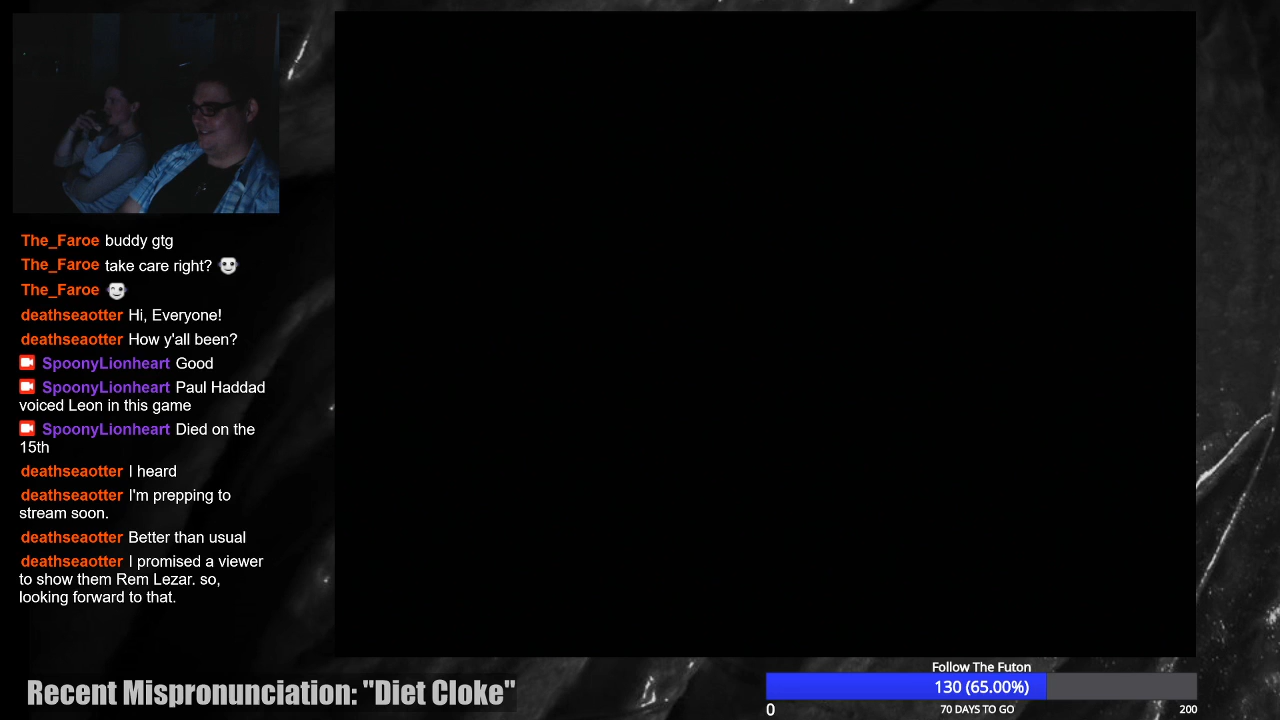 The_Faroe buddy gtg
The_Faroe take care right?
The_Faroe
deathseaotter Hi, Everyone!
deathseaotter How y'all been?
SpoonyLionheart Good
SpoonyLionheart Paul Haddad
voiced Leon in this game
SpoonyLionheart Died on the
15th
deathseaotter I heard
deathseaotter I'm prepping to
stream soon.
deathseaotter Better than usual
deathseaotter I promised a viewer
to show them Rem Lezar. so,
looking forward to that.
Recent Mispronunciation: "Diet Cloke"
Follow The Futon
130 (65.00%)
0 70 DAYS TO GO 200